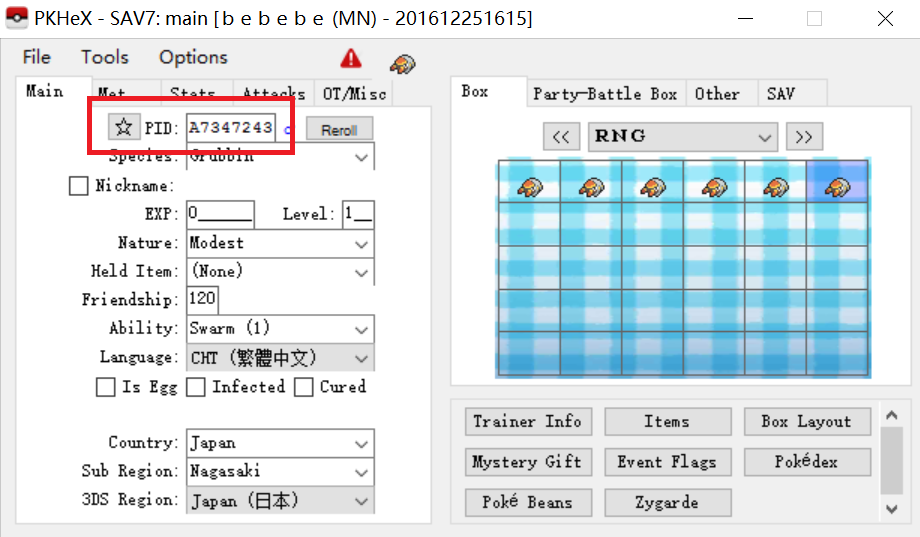 PKHeX - SAV7: main [ｂｅｂｅｂｅ (MN) - 201612251615]
File Tools Options
Main Met Stats Attacks OT/Misc
☆ PID: A7347243 Reroll
Species: Grubbin
Nickname:
EXP: 0______ Level: 1__
Nature: Modest
Held Item: (None)
Friendship: 120
Ability: Swarm (1)
Language: CHT (繁體中文)
Is Egg Infected Cured
Country: Japan
Sub Region: Nagasaki
3DS Region: Japan (日本)
Box Party-Battle Box Other SAV
<< RNG >>
Trainer Info Items Box Layout
Mystery Gift Event Flags Pokédex
Poké Beans Zygarde